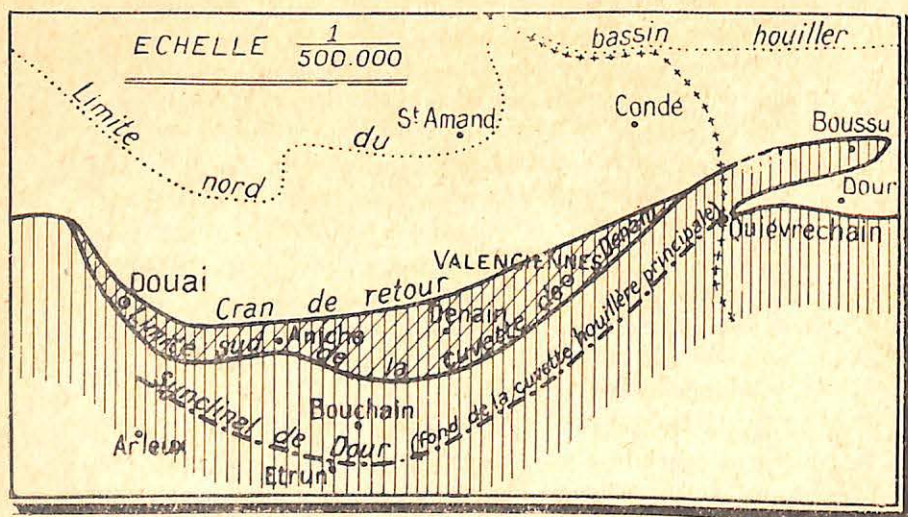 ECHELLE 1/500.000
Limite nord du bassin houiller
St Amand
Condé
Boussu
Dour
Quiévrechain
VALENCIENNES
Douai
Cran de retour
Denain
Aniche
Limite sud de la cuvette de Denain
Synclinal de Dour (fond de la cuvette houillère principale)
Bouchain
Arleux
Etrun